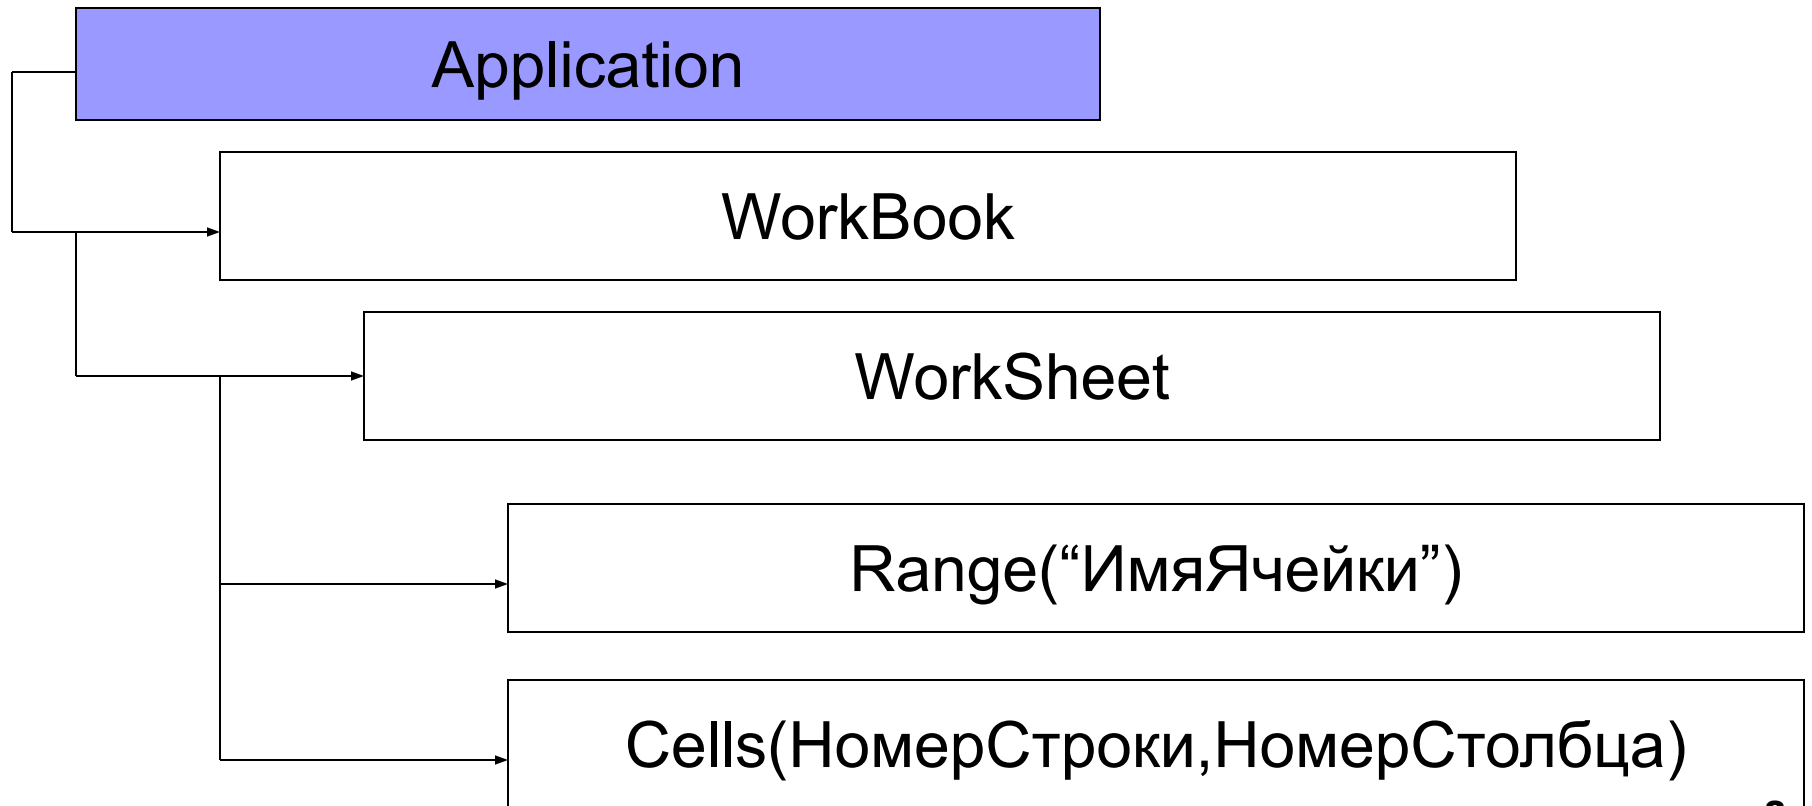 Application
WorkBook
WorkSheet
Range(“ИмяЯчейки”)
Cells(НомерСтроки,НомерСтолбца)